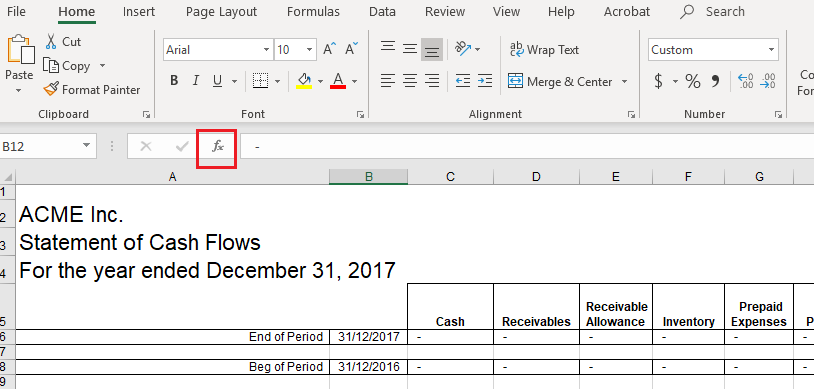 File Home Insert Page Layout Formulas Data Review View Help Acrobat Search
Paste
Cut
Copy
Format Painter
Clipboard
Arial 10 A A
B I U A
Font
ab Wrap Text
Merge & Center
Alignment
Custom
$ % 9 .00 .00
Number
Co
For
B12 fx -
A B C D E F G
1
2 ACME Inc.
3 Statement of Cash Flows
4 For the year ended December 31, 2017
5 Cash Receivables Receivable Allowance Inventory Prepaid Expenses P
6 End of Period 31/12/2017 - - - - -
7
8 Beg of Period 31/12/2016 - - - - -
9